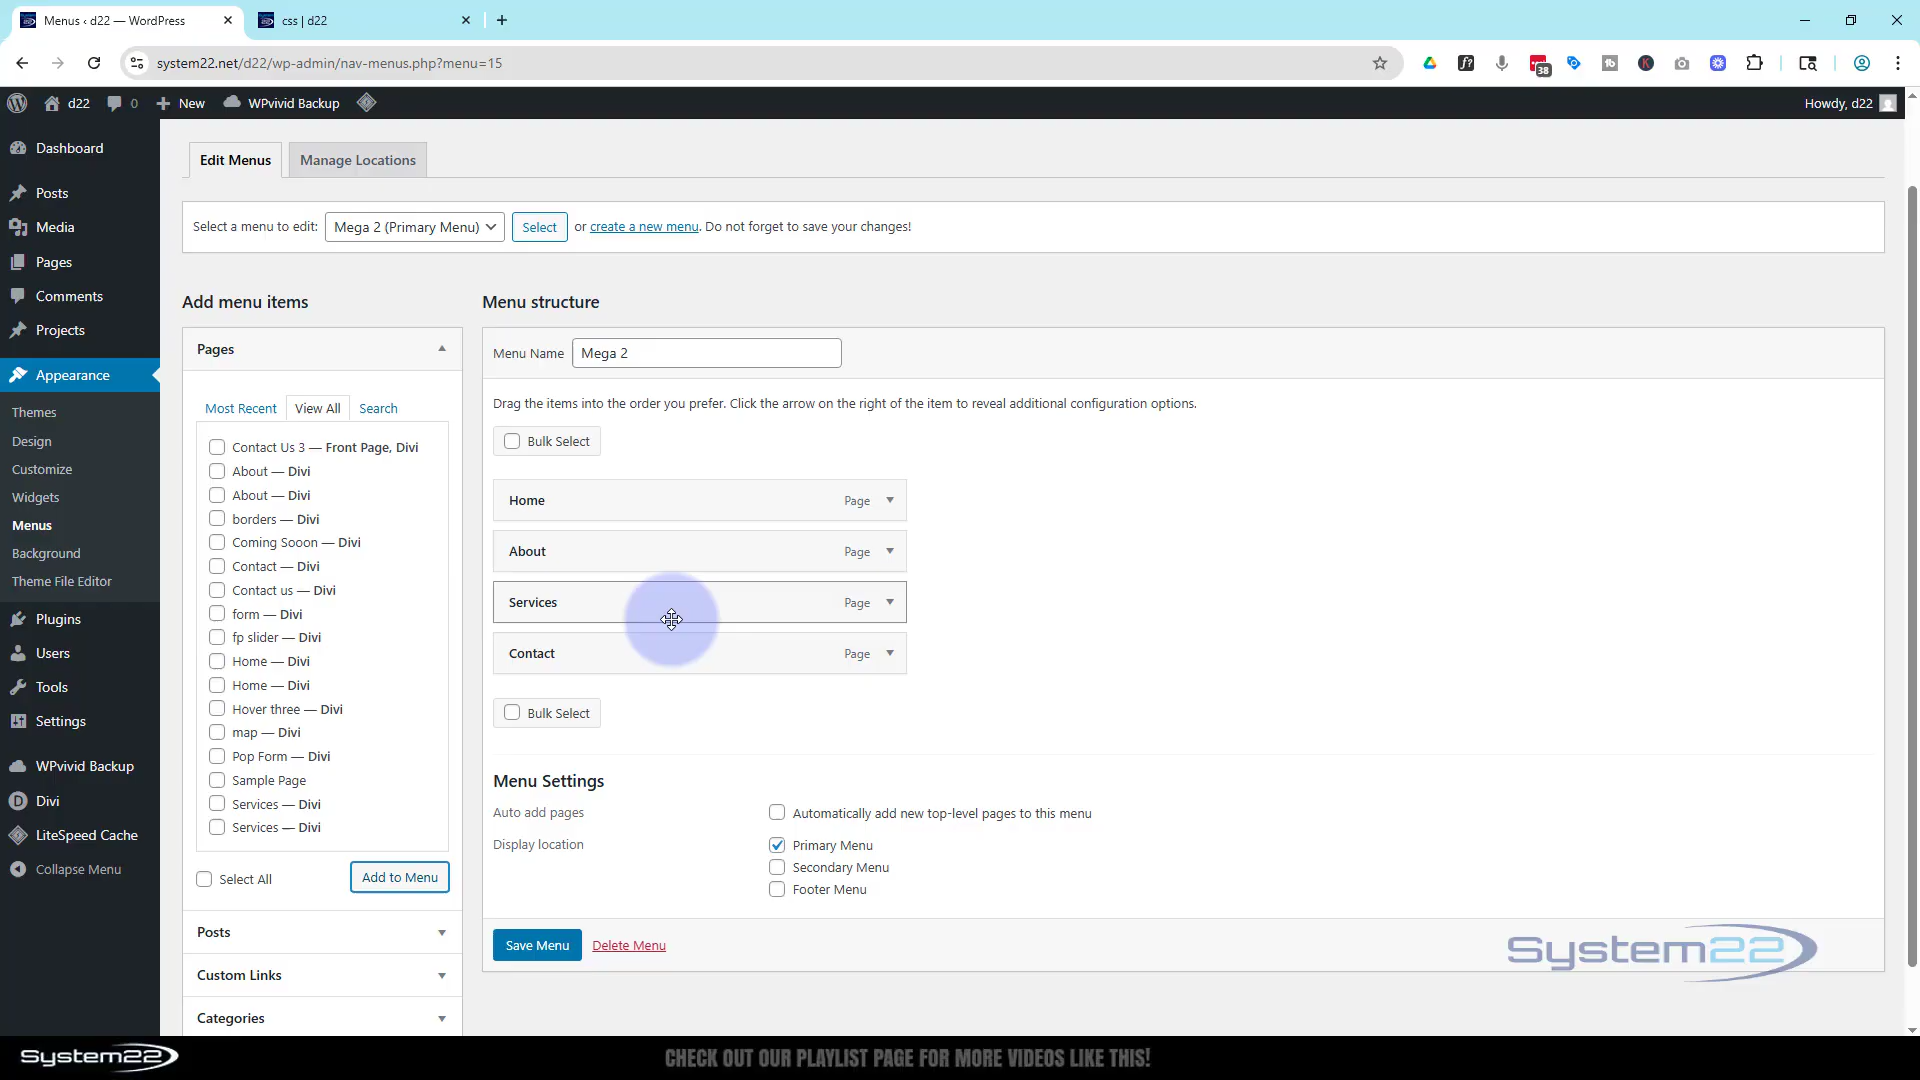 Menus ‹ d22 — WordPress
css | d22
system22.net/d22/wp-admin/nav-menus.php?menu=15
38
d22
0
New
WPvivid Backup
Howdy, d22
Dashboard
Posts
Media
Pages
Comments
Projects
Appearance
Themes
Design
Customize
Widgets
Menus
Background
Theme File Editor
Plugins
Users
Tools
Settings
WPvivid Backup
Divi
LiteSpeed Cache
Collapse Menu
Edit Menus
Manage Locations
Select a menu to edit: Mega 2 (Primary Menu) Select or create a new menu. Do not forget to save your changes!
Add menu items
Pages
Most Recent View All Search
Contact Us 3 — Front Page, Divi
About — Divi
About — Divi
borders — Divi
Coming Sooon — Divi
Contact — Divi
Contact us — Divi
form — Divi
fp slider — Divi
Home — Divi
Home — Divi
Hover three — Divi
map — Divi
Pop Form — Divi
Sample Page
Services — Divi
Services — Divi
Select All
Add to Menu
Posts
Custom Links
Categories
Menu structure
Menu Name Mega 2
Drag the items into the order you prefer. Click the arrow on the right of the item to reveal additional configuration options.
Bulk Select
Home Page
About Page
Services Page
Contact Page
Bulk Select
Menu Settings
Auto add pages
Automatically add new top-level pages to this menu
Display location
Primary Menu
Secondary Menu
Footer Menu
Save Menu Delete Menu
System22
System22
CHECK OUT OUR PLAYLIST PAGE FOR MORE VIDEOS LIKE THIS!